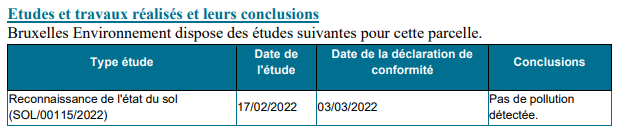 Etudes et travaux réalisés et leurs conclusions
Bruxelles Environnement dispose des études suivantes pour cette parcelle.
Type étude
Date de l'étude
Date de la déclaration de conformité
Conclusions
Reconnaissance de l'état du sol (SOL/00115/2022)
17/02/2022
03/03/2022
Pas de pollution détectée.